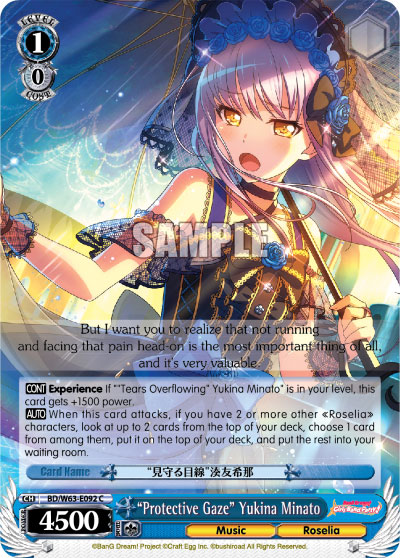 LEVEL
1
0
COST
SAMPLE
But I want you to realize that not running
and facing that pain head-on is the most important thing of all,
and it's very valuable.
CONT Experience If ""Tears Overflowing" Yukina Minato" is in your level, this
card gets +1500 power.
AUTO When this card attacks, if you have 2 or more other ≪Roselia≫
characters, look at up to 2 cards from the top of your deck, choose 1 card
from among them, put it on the top of your deck, and put the rest into your
waiting room.
Card Name
"見守る目線"湊友希那
CH BD/W63-E092 C
POWER 4500 "Protective Gaze" Yukina Minato
Music Roselia
©BanG Dream! Project ©Craft Egg Inc. ©bushiroad All Rights Reserved.